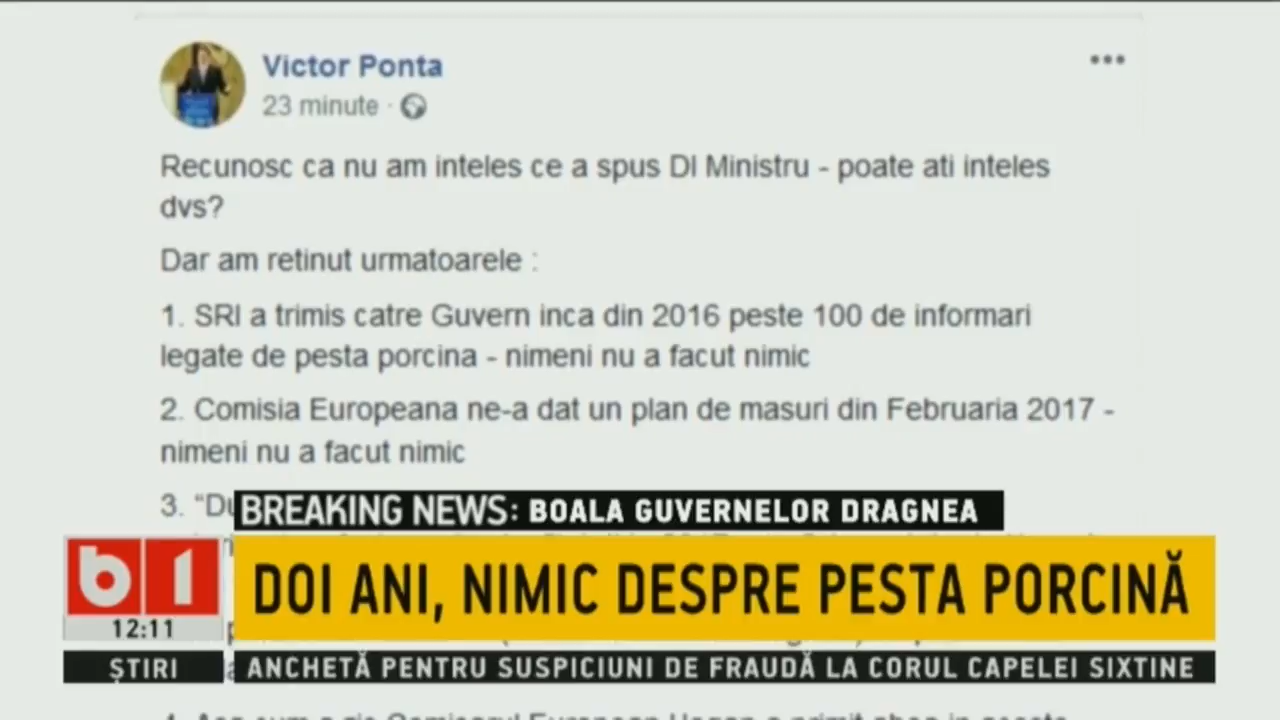 Victor Ponta
23 minute ·
Recunosc ca nu am inteles ce a spus Dl Ministru - poate ati inteles
dvs?
Dar am retinut urmatoarele :
1. SRI a trimis catre Guvern inca din 2016 peste 100 de informari
legate de pesta porcina - nimeni nu a facut nimic
2. Comisia Europeana ne-a dat un plan de masuri din Februaria 2017 -
nimeni nu a facut nimic
3.
BREAKING NEWS: BOALA GUVERNELOR DRAGNEA
b1
DOI ANI, NIMIC DESPRE PESTA PORCINĂ
12:11
ȘTIRI
ANCHETĂ PENTRU SUSPICIUNI DE FRAUDĂ LA CORUL CAPELEI SIXTINE